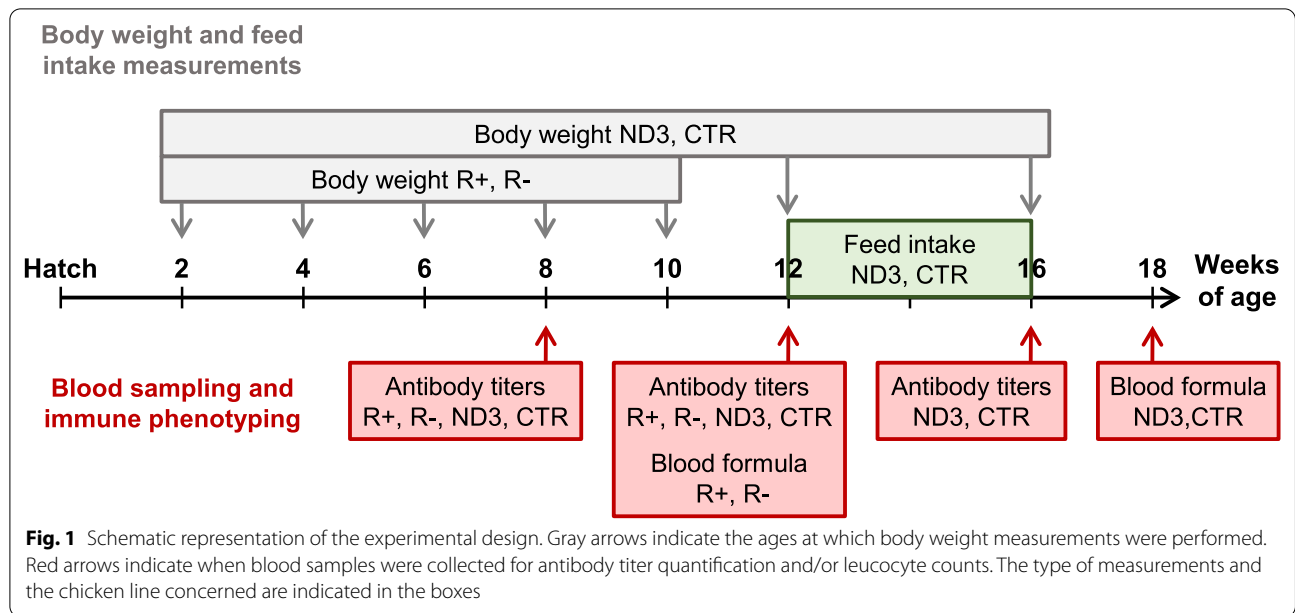 Body weight and feed
intake measurements
Body weight ND3, CTR
Body weight R+, R-
Feed intake
ND3, CTR
Hatch 2 4 6 8 10 12 16 18 Weeks
of age
Blood sampling and
immune phenotyping
Antibody titers
R+, R-, ND3, CTR
Antibody titers
R+, R-, ND3, CTR
Blood formula
R+, R-
Antibody titers
ND3, CTR
Blood formula
ND3,CTR
Fig. 1 Schematic representation of the experimental design. Gray arrows indicate the ages at which body weight measurements were performed.
Red arrows indicate when blood samples were collected for antibody titer quantification and/or leucocyte counts. The type of measurements and
the chicken line concerned are indicated in the boxes